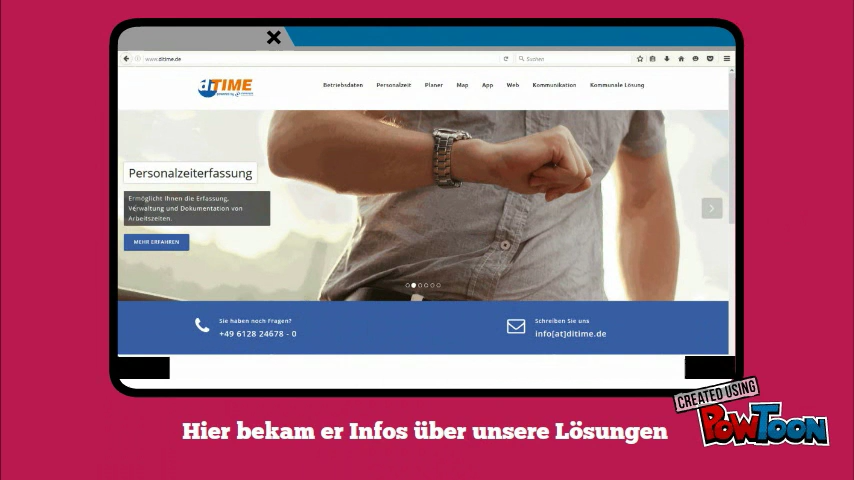 www.ditime.de
Suchen
diTIME
Betriebsdaten Personalzeit Planer Map App Web Kommunikation Kommunale Lösung
Personalzeiterfassung
Ermöglicht Ihnen die Erfassung,
Verwaltung und Dokumentation von
Arbeitszeiten.
MEHR ERFAHREN
Sie haben noch Fragen?
+49 6128 24678 - 0
Schreiben Sie uns
info[at]ditime.de
CREATED USING
POWTOON
Hier bekam er Infos über unsere Lösungen